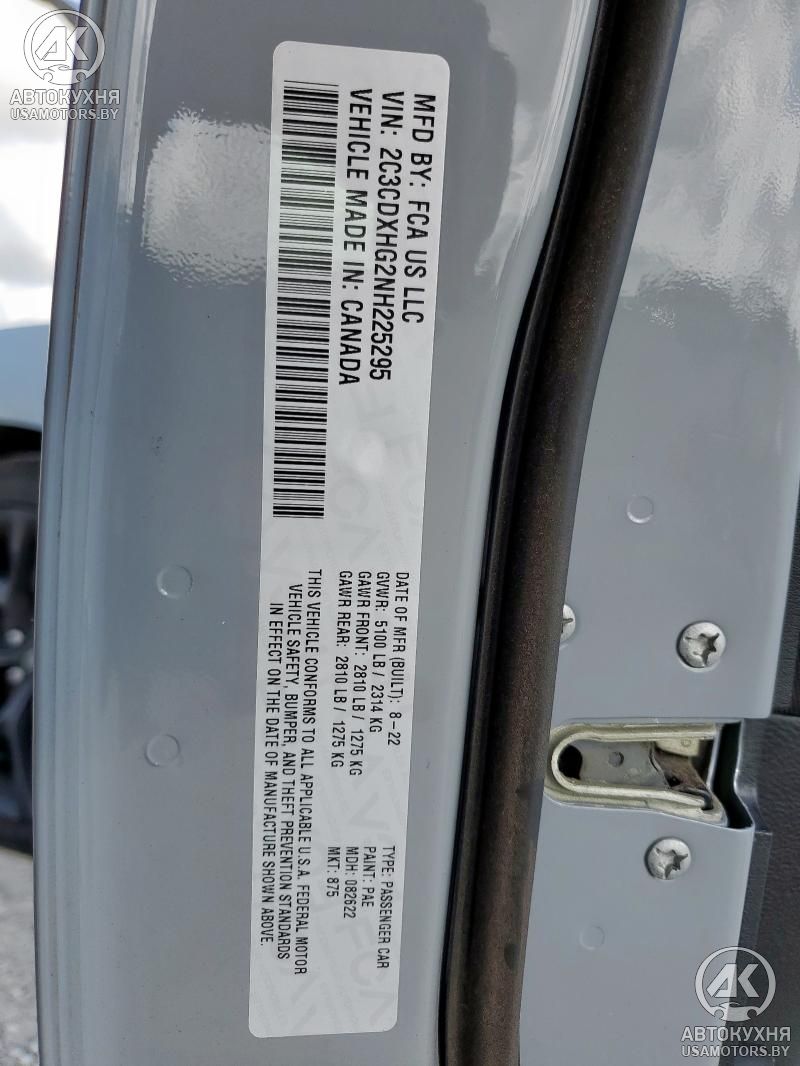 AK
АВТОКУХНЯ
USAMOTORS.BY
MFD BY: FCA US LLC
VIN: 2C3CDXHG2NH225295
VEHICLE MADE IN: CANADA
DATE OF MFR (BUILT): 8-22
GVWR: 5100 LB / 2314 KG
GAWR FRONT: 2810 LB / 1275 KG
GAWR REAR: 2810 LB / 1275 KG
THIS VEHICLE CONFORMS TO ALL APPLICABLE U.S.A. FEDERAL MOTOR
VEHICLE SAFETY, BUMPER, AND THEFT PREVENTION STANDARDS
IN EFFECT ON THE DATE OF MANUFACTURE SHOWN ABOVE.
TYPE: PASSENGER CAR
PAINT: PAE
MDH: 082622
MKT: 875
AK
АВТОКУХНЯ
USAMOTORS.BY